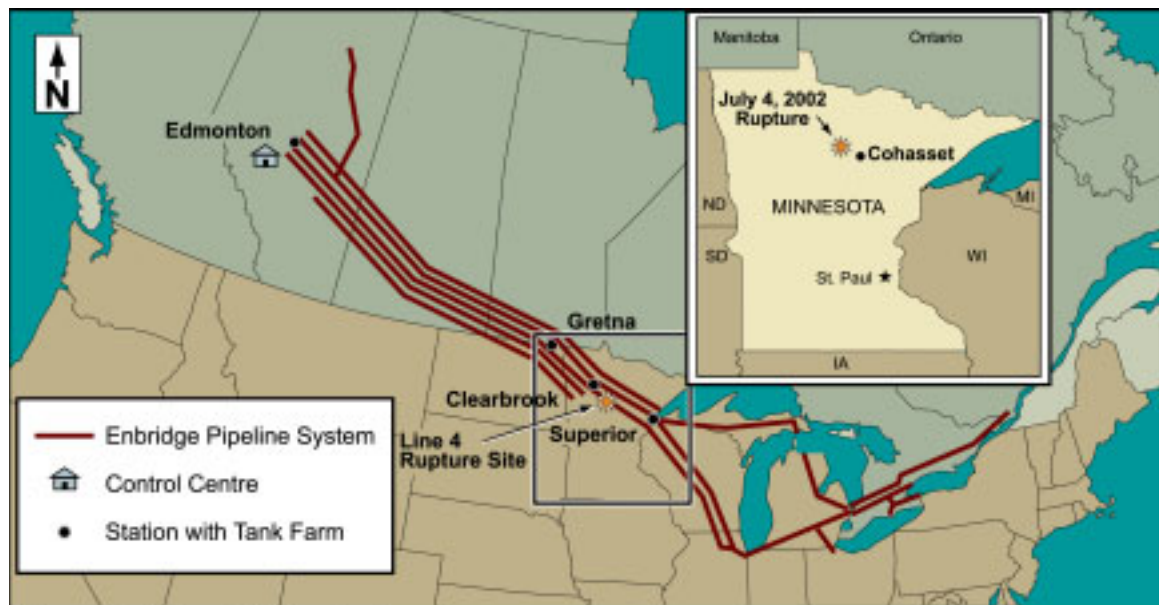 N
Edmonton
Gretna
Clearbrook
Superior
Line 4
Rupture Site
Enbridge Pipeline System
Control Centre
Station with Tank Farm
Manitoba
Ontario
July 4, 2002
Rupture
Cohasset
ND
MINNESOTA
MI
SD
WI
St. Paul
IA